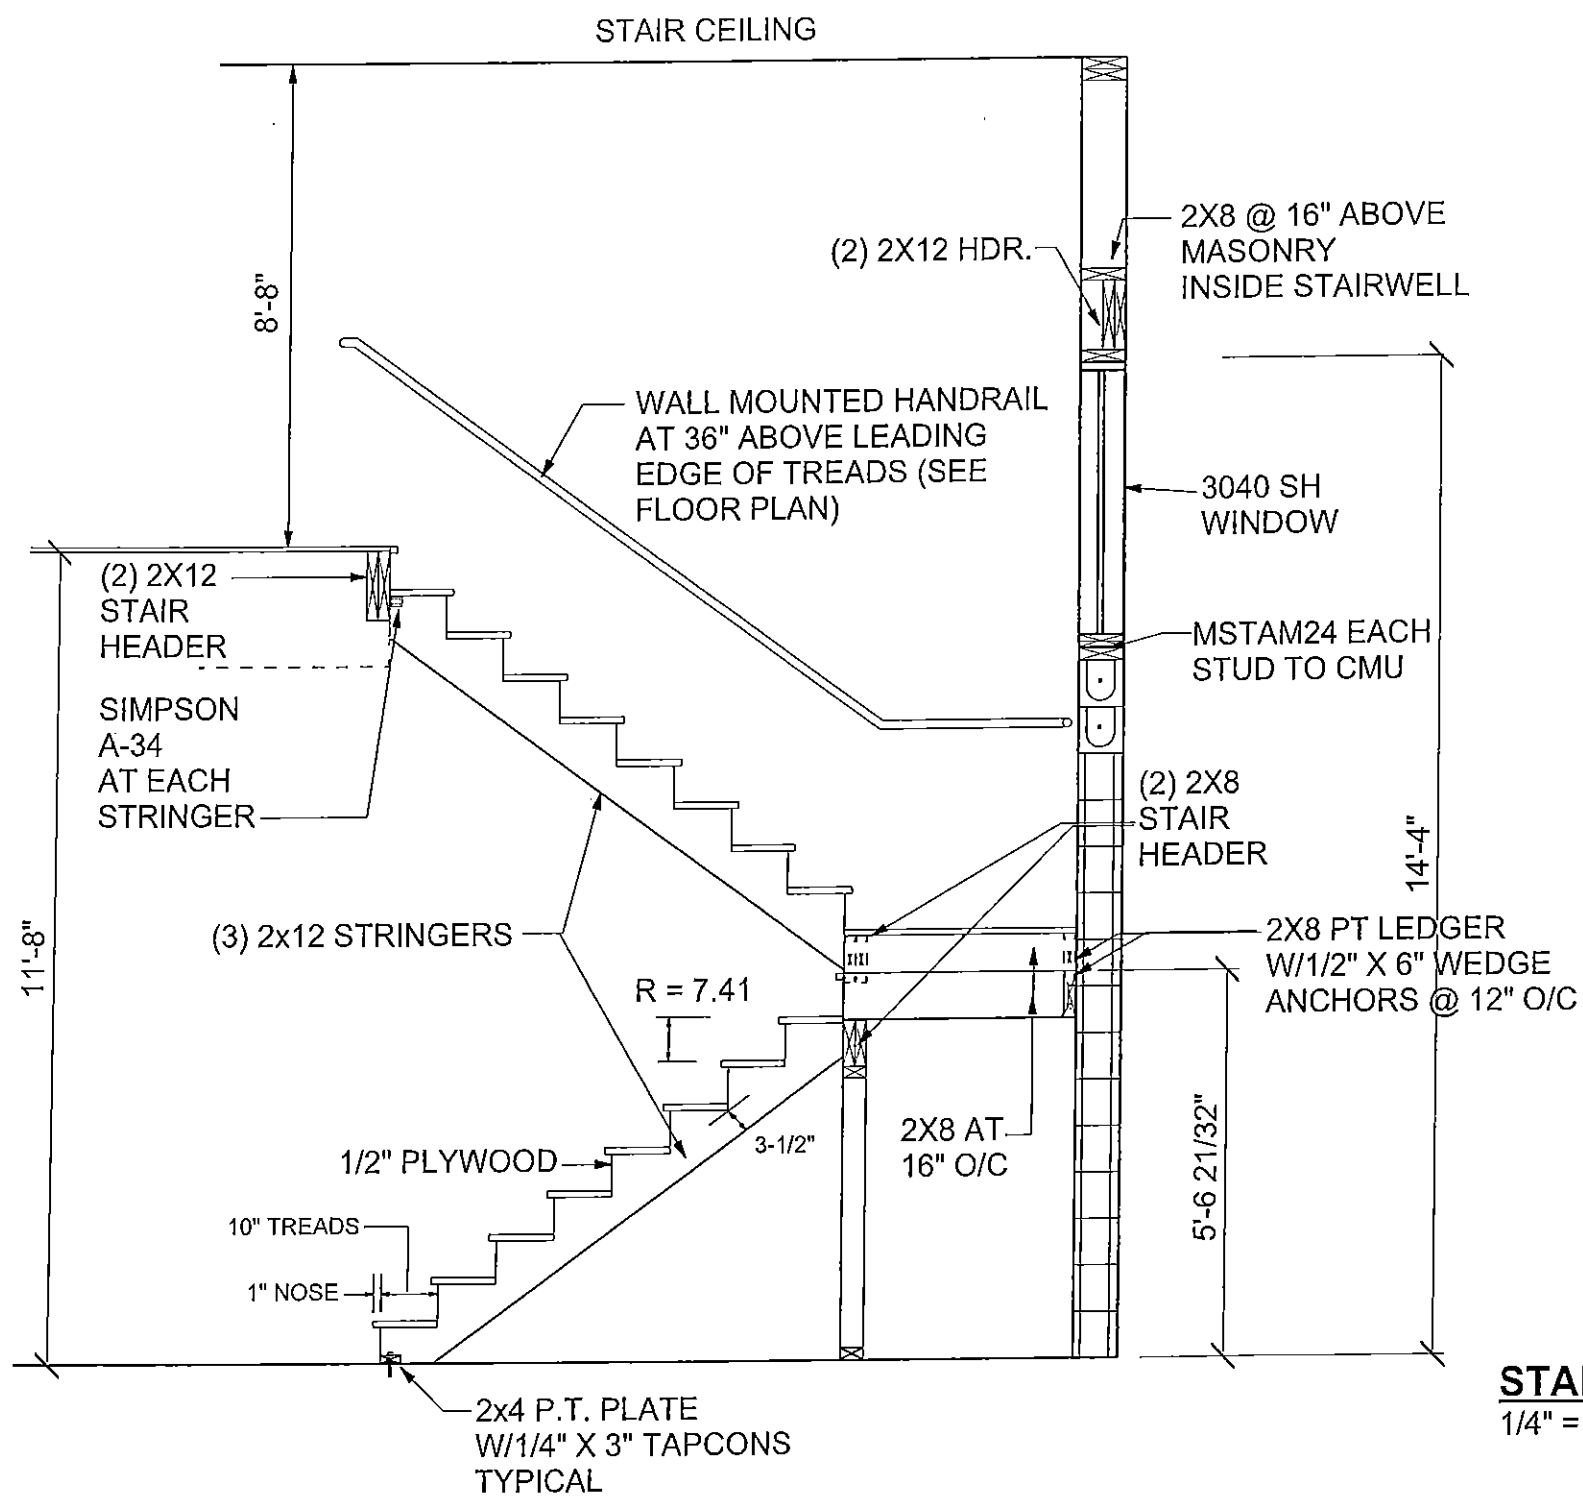 STAIR CEILING
8'-8"
(2) 2X12 HDR.
2X8 @ 16" ABOVE
MASONRY
INSIDE STAIRWELL
WALL MOUNTED HANDRAIL
AT 36" ABOVE LEADING
EDGE OF TREADS (SEE
FLOOR PLAN)
3040 SH
WINDOW
(2) 2X12
STAIR
HEADER
MSTAM24 EACH
STUD TO CMU
SIMPSON
A-34
AT EACH
STRINGER
(2) 2X8
STAIR
HEADER
14'-4"
11'-8"
(3) 2x12 STRINGERS
2X8 PT LEDGER
W/1/2" X 6" WEDGE
ANCHORS @ 12" O/C
R = 7.41
2X8 AT
16" O/C
3-1/2"
5'-6 21/32"
1/2" PLYWOOD
10" TREADS
1" NOSE
2x4 P.T. PLATE
W/1/4" X 3" TAPCONS
TYPICAL
1/4" =